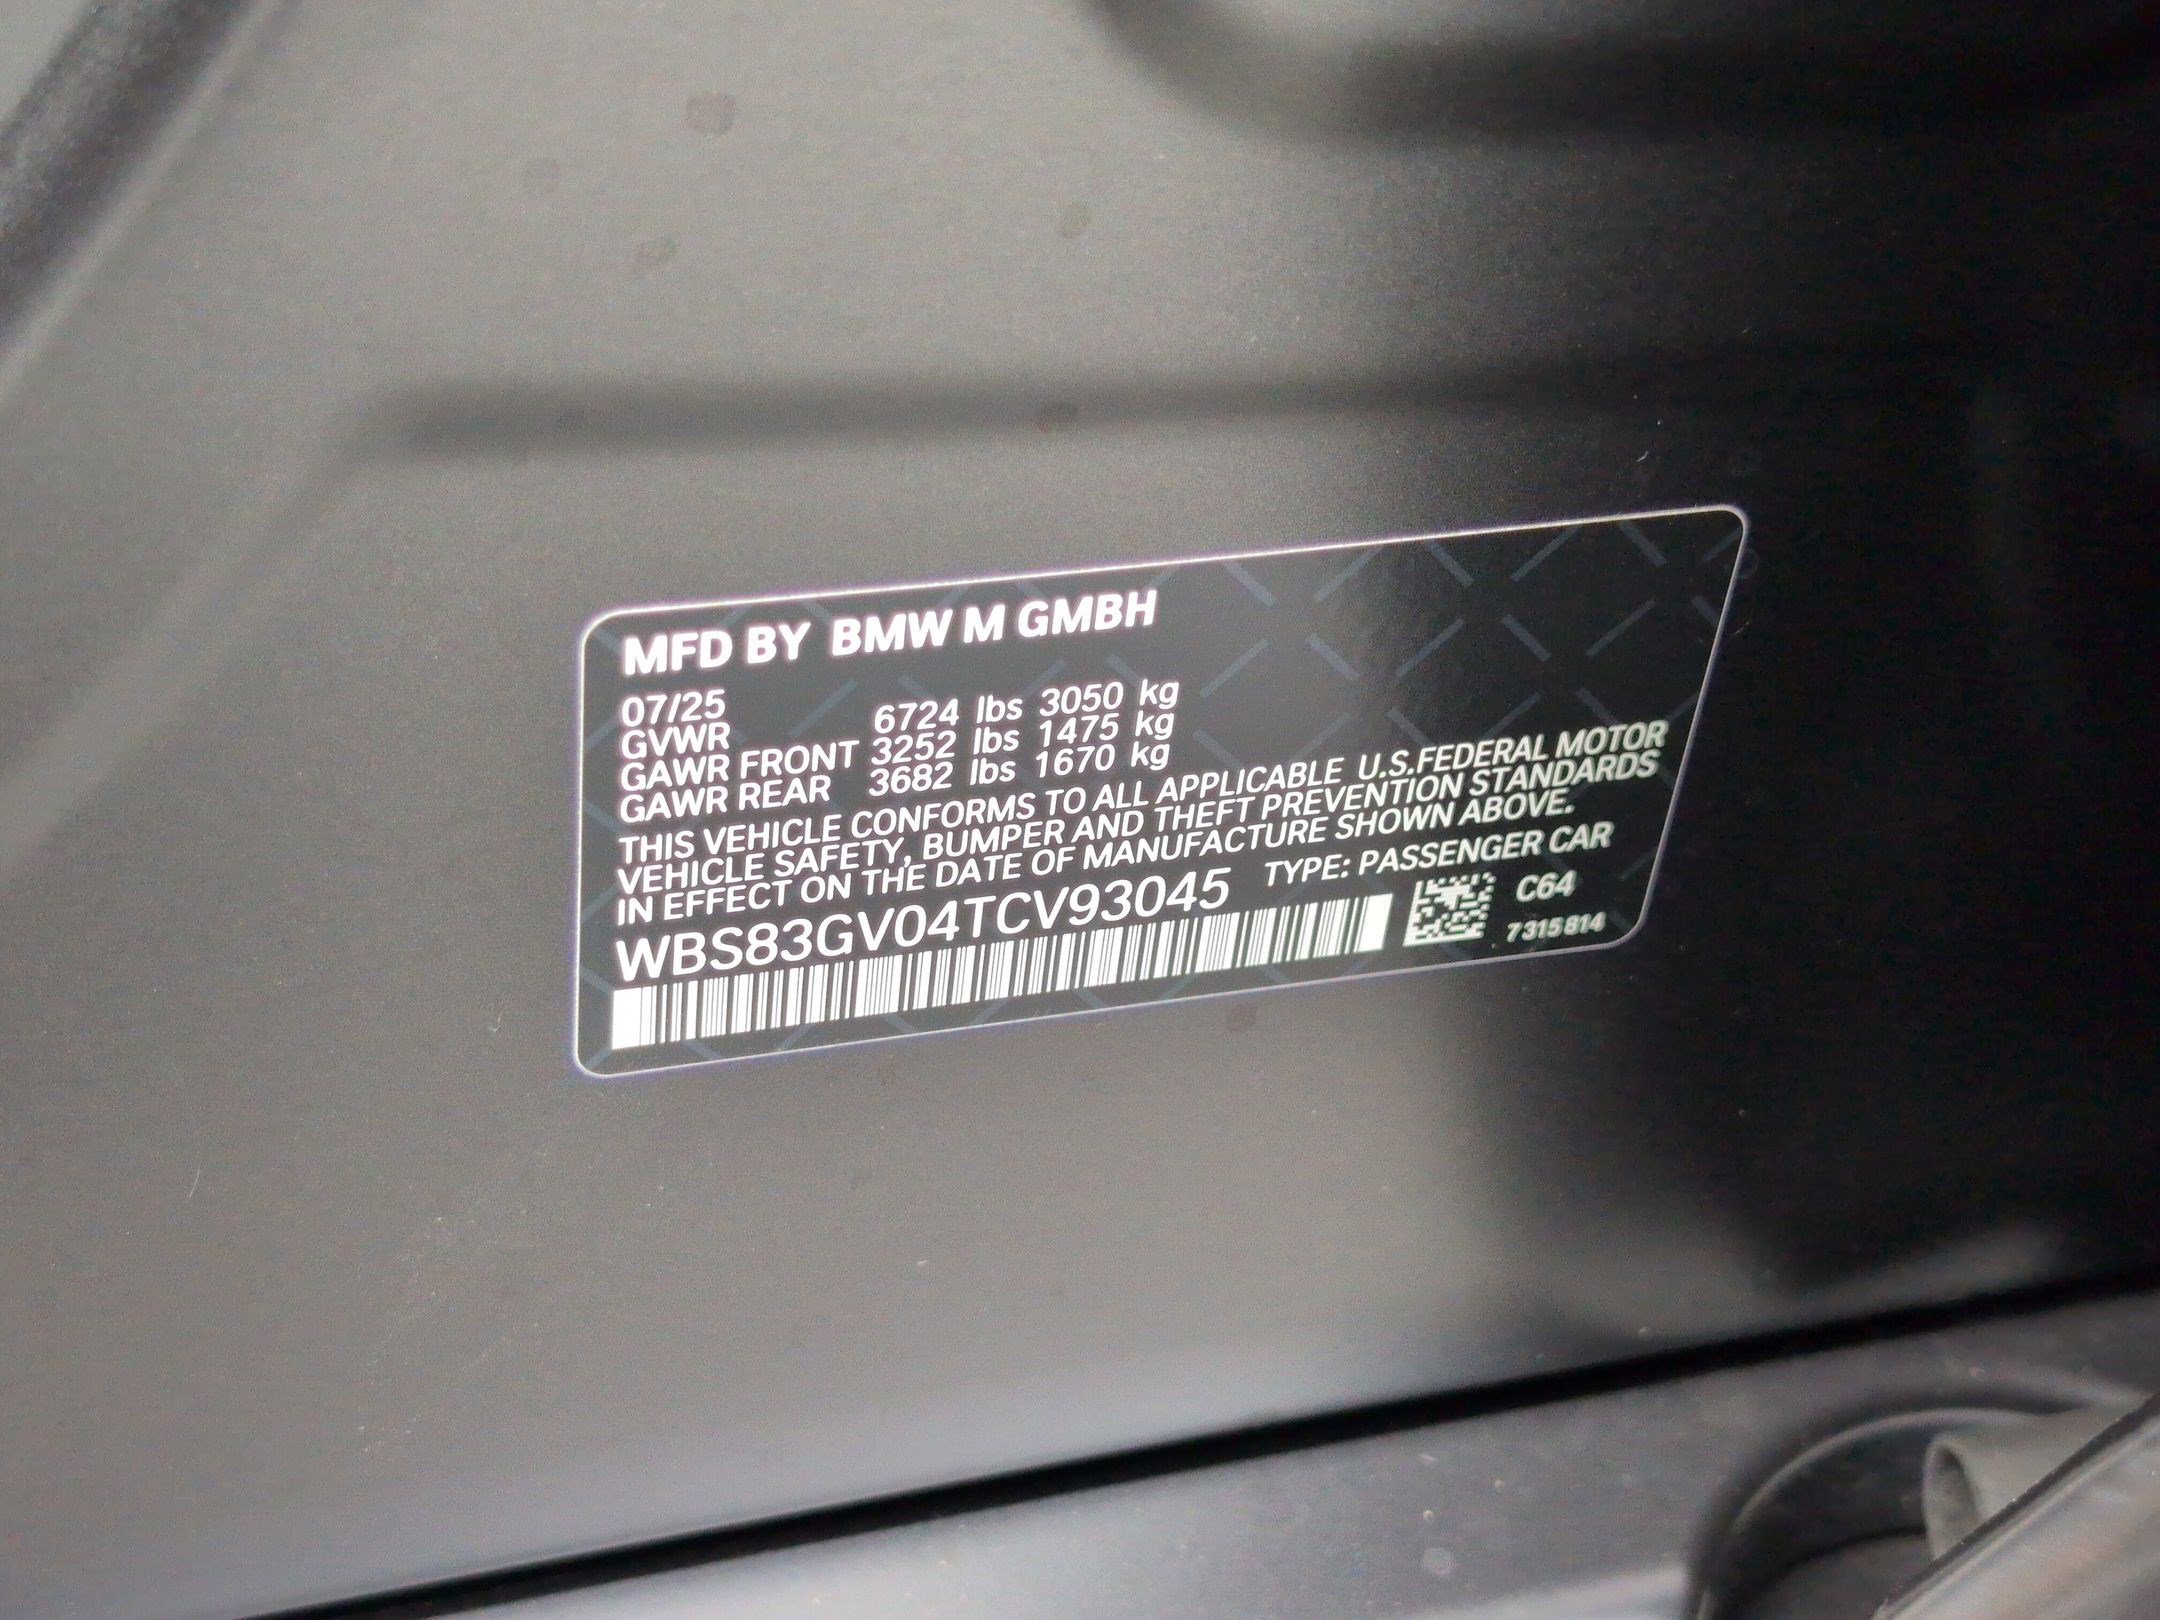 MFD BY BMW M GMBH
07/25
GVWR 6724 lbs 3050 kg
GAWR FRONT 3252 lbs 1475 kg
GAWR REAR 3682 lbs 1670 kg
THIS VEHICLE CONFORMS TO ALL APPLICABLE U.S.FEDERAL MOTOR
VEHICLE SAFETY, BUMPER AND THEFT PREVENTION STANDARDS
IN EFFECT ON THE DATE OF MANUFACTURE SHOWN ABOVE.
WBS83GV04TCV93045 TYPE: PASSENGER CAR
C64
7315814